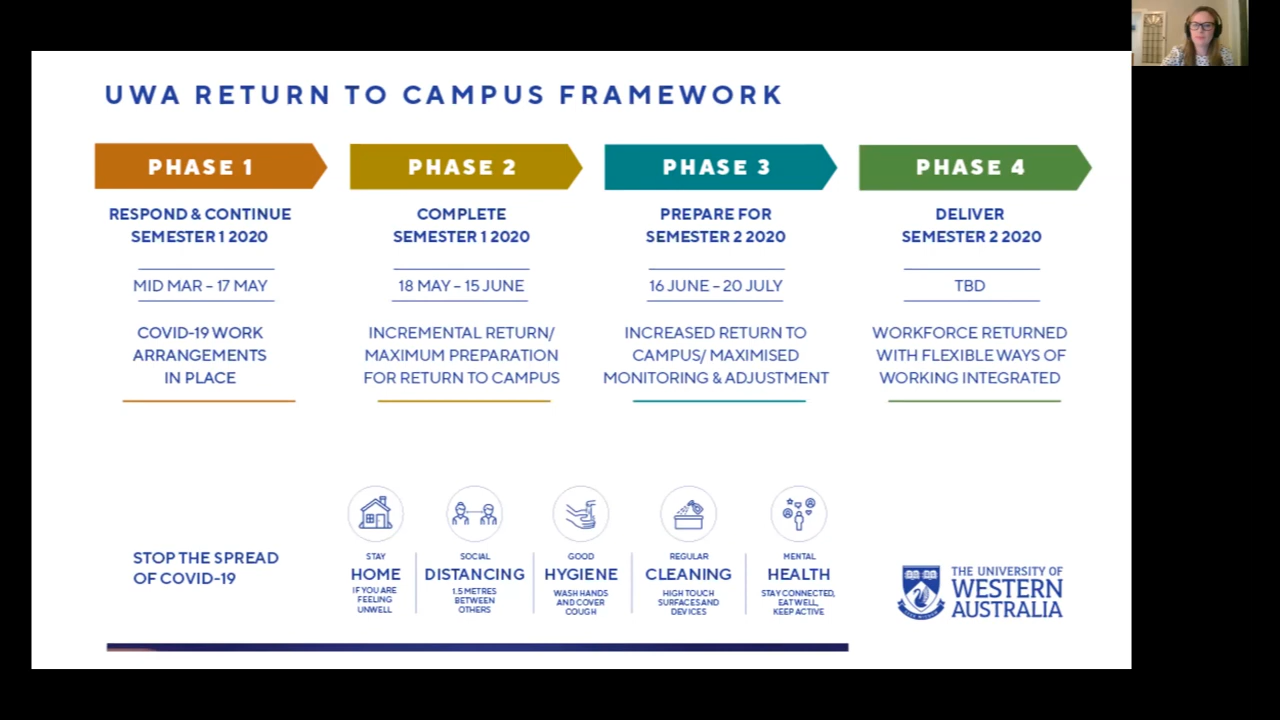 UWA RETURN TO CAMPUS FRAMEWORK
PHASE 1
RESPOND & CONTINUE
SEMESTER 1 2020
MID MAR – 17 MAY
COVID-19 WORK
ARRANGEMENTS
IN PLACE
PHASE 2
COMPLETE
SEMESTER 1 2020
18 MAY – 15 JUNE
INCREMENTAL RETURN/
MAXIMUM PREPARATION
FOR RETURN TO CAMPUS
PHASE 3
PREPARE FOR
SEMESTER 2 2020
16 JUNE – 20 JULY
INCREASED RETURN TO
CAMPUS/ MAXIMISED
MONITORING & ADJUSTMENT
PHASE 4
DELIVER
SEMESTER 2 2020
TBD
WORKFORCE RETURNED
WITH FLEXIBLE WAYS OF
WORKING INTEGRATED
STOP THE SPREAD
OF COVID-19
STAY
HOME
IF YOU ARE
FEELING
UNWELL
SOCIAL
DISTANCING
1.5 METRES
BETWEEN
OTHERS
GOOD
HYGIENE
WASH HANDS
AND COVER
COUGH
REGULAR
CLEANING
HIGH TOUCH
SURFACES AND
DEVICES
MENTAL
HEALTH
STAY CONNECTED,
EAT WELL,
KEEP ACTIVE
THE UNIVERSITY OF
WESTERN
AUSTRALIA